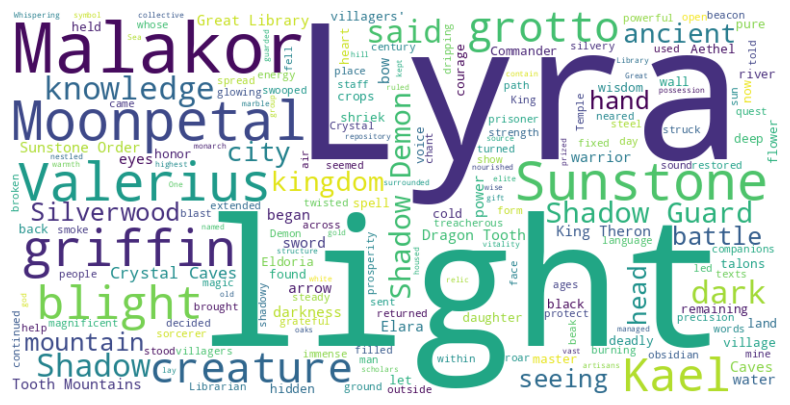 Whispering
symbol
collective
Sea
hill
kept
ruled
highest
Malakor
held
whose
Great Library
villagers'
century
said
grotto
ancient
powerful
open
beacon
pure
used
Aethel
told
Library
Great
contain
Commander
silvery
dripping
bow
staff
crops
heart
place
spread
energy
glowing
swooped
fell
guarded
marble
group
knowledge
came
path
King
Temple
hand
wall
wisdom
river
sun
now
quest
Lyra
courage
shriek
Crystal
repository
monarch
prisoner
neared
steel
possession
Moonpetal
strength
source
turned
chant
voice
fixed
day
show
struck
prized
deep
flower
Sunstone Order
eyes
honor
city
air
seemed
Shadow Demon
warrior
sound
restored
nestled
warmth
One
Valerius
kingdom
surrounded
nourished
wise
gift
elite
power
Sunstone
broken
Silverwood
twisted
spell
cold
form
treacherous
Shadow Guard
back
smoke
blast
extended
named
began
across
gold
sword
Dragon Tooth
King Theron
language
battle
companions
griffin
people
Crystal Caves
Demon
structure
Eldoria
found
arrow
prosperity
vitality
housed
face
relic
led
texts
talons
ages
head
magic
old
white
steady
darkness
sent
black
protect
remaining
precision
dark
blight
light
brought
shadowy
grateful
returned
Elara
daughter
beak
deadly
words
land
god
help
magnificent
decided
sorcerer
filled
within
roar
burning
managed
village
continued
mountain
stood
villagers
immense
man
master
obsidian
vast
mine
artisans
Shadow
creature
seeing
Kael
Caves
water
Tooth Mountains
lay
oaks
Librarian
hidden
scholars
ground
let
outside